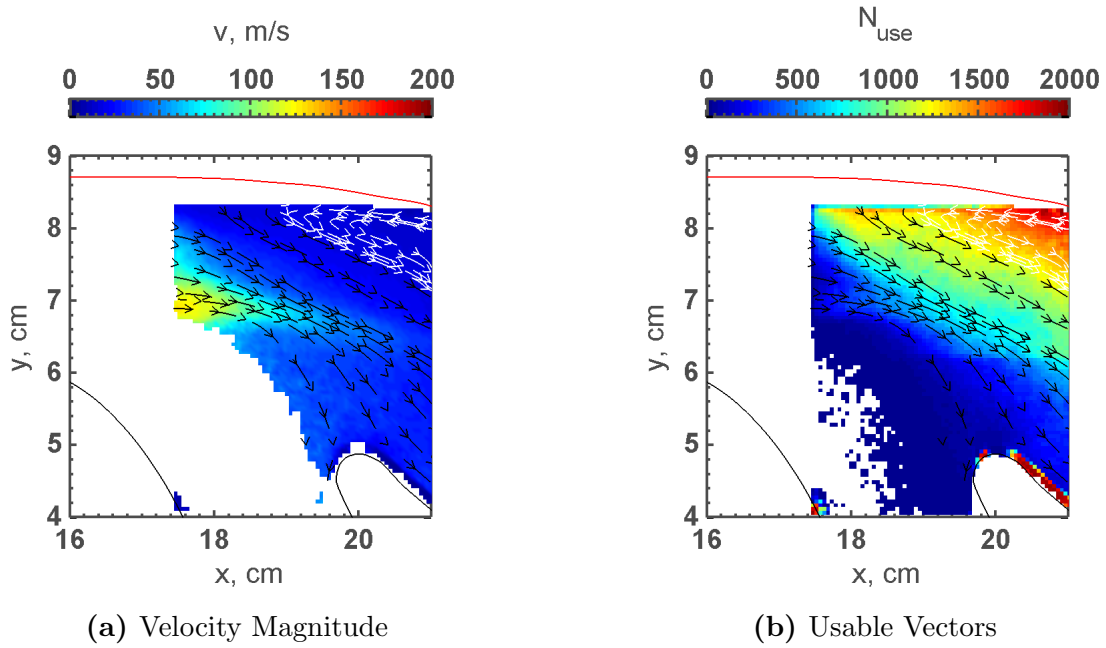 v, m/s
0 50 100 150 200
9
8
7
6
5
4
y, cm
16 18 20
x, cm
(a) Velocity Magnitude
N_use
0 500 1000 1500 2000
9
8
7
6
5
4
y, cm
16 18 20
x, cm
(b) Usable Vectors